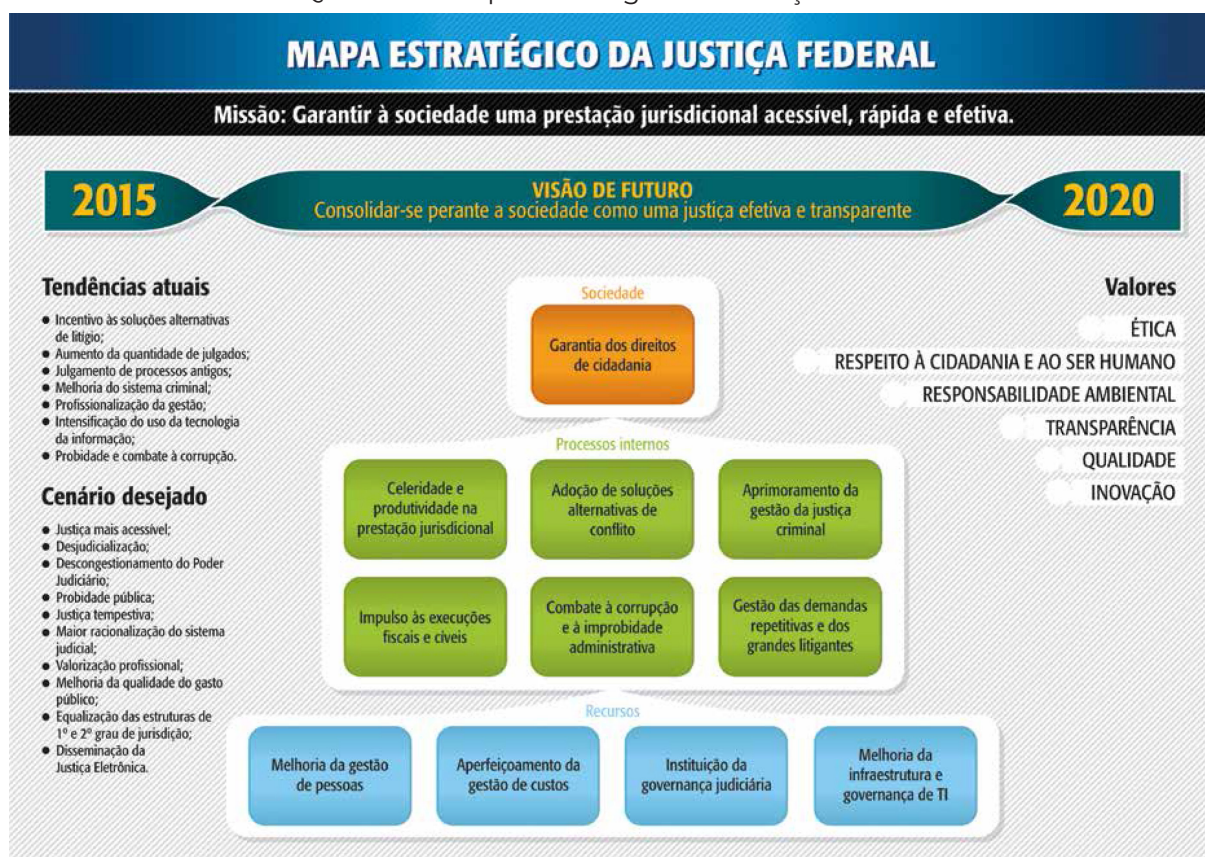 MAPA ESTRATÉGICO DA JUSTIÇA FEDERAL
Missão: Garantir à sociedade uma prestação jurisdicional acessível, rápida e efetiva.
2015
VISÃO DE FUTURO
Consolidar-se perante a sociedade como uma justiça efetiva e transparente
2020
Tendências atuais
• Incentivo às soluções alternativas
de litígio;
• Aumento da quantidade de julgados;
• Julgamento de processos antigos;
• Melhoria do sistema criminal;
• Profissionalização da gestão;
• Intensificação do uso da tecnologia
da informação;
• Probidade e combate à corrupção.
Cenário desejado
• Justiça mais acessível;
• Desjudicialização;
• Descongestionamento do Poder
Judiciário;
• Probidade pública;
• Justiça tempestiva;
• Maior racionalização do sistema
judicial;
• Valorização profissional;
• Melhoria da qualidade do gasto
público;
• Equalização das estruturas de
1º e 2º grau de jurisdição;
• Disseminação da
Justiça Eletrônica.
Sociedade
Garantia dos direitos
de cidadania
Processos internos
Celeridade e
produtividade na
prestação jurisdicional
Adoção de soluções
alternativas de
conflito
Aprimoramento da
gestão da justiça
criminal
Impulso às execuções
fiscais e cíveis
Combate à corrupção
e à improbidade
administrativa
Gestão das demandas
repetitivas e dos
grandes litigantes
Recursos
Melhoria da gestão
de pessoas
Aperfeiçoamento da
gestão de custos
Instituição da
governança judiciária
Melhoria da
infraestrutura e
governança de TI
Valores
ÉTICA
RESPEITO À CIDADANIA E AO SER HUMANO
RESPONSABILIDADE AMBIENTAL
TRANSPARÊNCIA
QUALIDADE
INOVAÇÃO